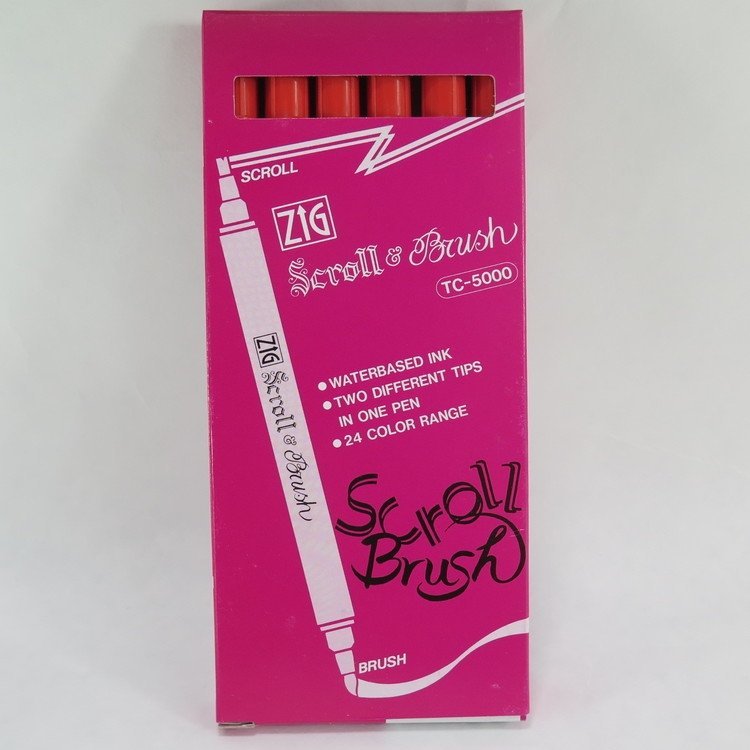 SCROLL
ZIG
Scroll & Brush
TC-5000
ZIG Scroll & Brush
● WATERBASED INK
● TWO DIFFERENT TIPS
IN ONE PEN
● 24 COLOR RANGE
Scroll
Brush
BRUSH